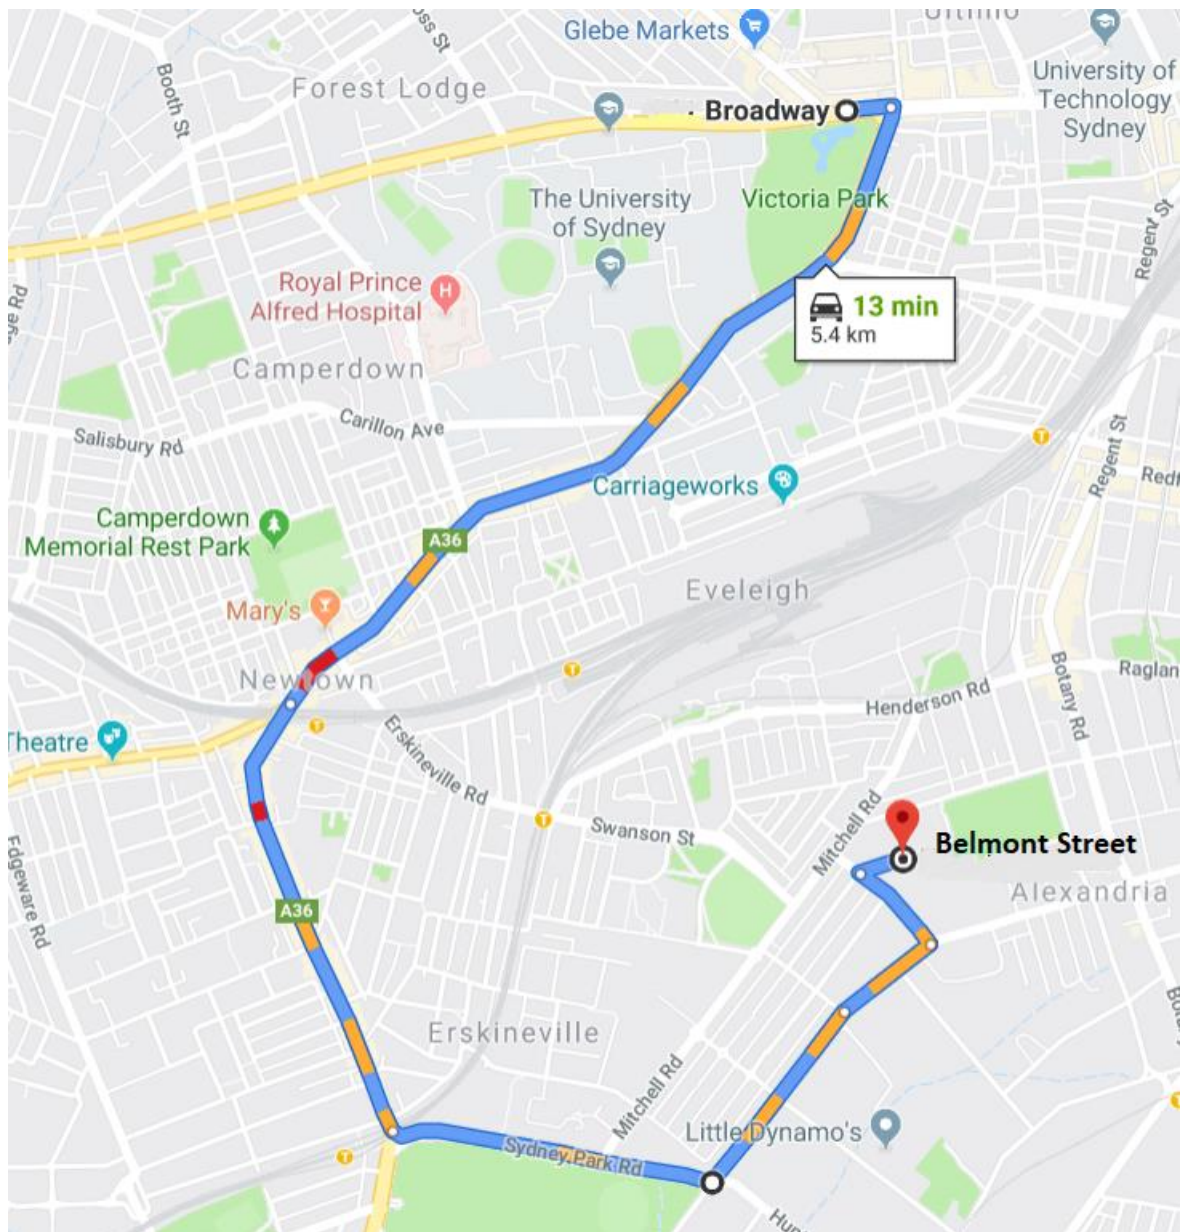 Glebe Markets
Forest Lodge
Booth St
University of
Technology
Sydney
Broadway
The University
of Sydney
Victoria Park
Regent St
Royal Prince
Alfred Hospital
H
13 min
5.4 km
Camperdown
Carillon Ave
Salisbury Rd
T
Regent St
Carriageworks
Camperdown
Memorial Rest Park
A36
Eveleigh
Mary's
Newtown
T
Botany Rd
Henderson Rd
T
Theatre
Erskineville Rd
T
Swanson St
Mitchell Rd
Belmont Street
Alexandria
Edgeware Rd
A36
Erskineville
Mitchell Rd
Little Dynamo's
T
Sydney Park Rd
T